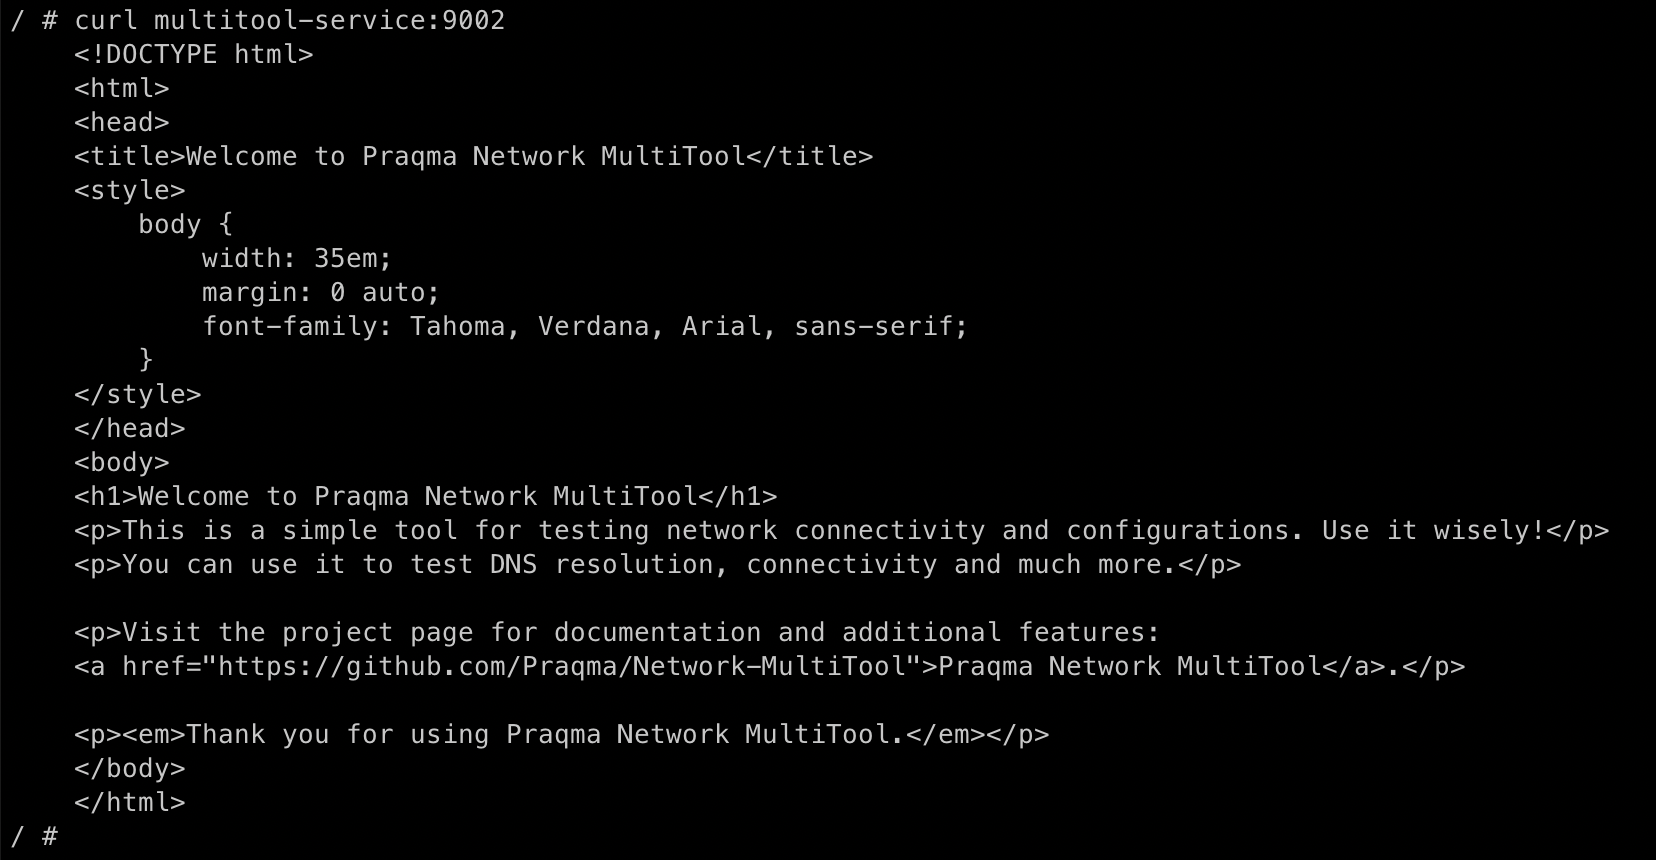 / # curl multitool-service:9002
    <!DOCTYPE html>
    <html>
    <head>
    <title>Welcome to Praqma Network MultiTool</title>
    <style>
        body {
            width: 35em;
            margin: 0 auto;
            font-family: Tahoma, Verdana, Arial, sans-serif;
        }
    </style>
    </head>
    <body>
    <h1>Welcome to Praqma Network MultiTool</h1>
    <p>This is a simple tool for testing network connectivity and configurations. Use it wisely!</p>
    <p>You can use it to test DNS resolution, connectivity and much more.</p>

    <p>Visit the project page for documentation and additional features:
    <a href="https://github.com/Praqma/Network-MultiTool">Praqma Network MultiTool</a>.</p>

    <p><em>Thank you for using Praqma Network MultiTool.</em></p>
    </body>
    </html>
/ #